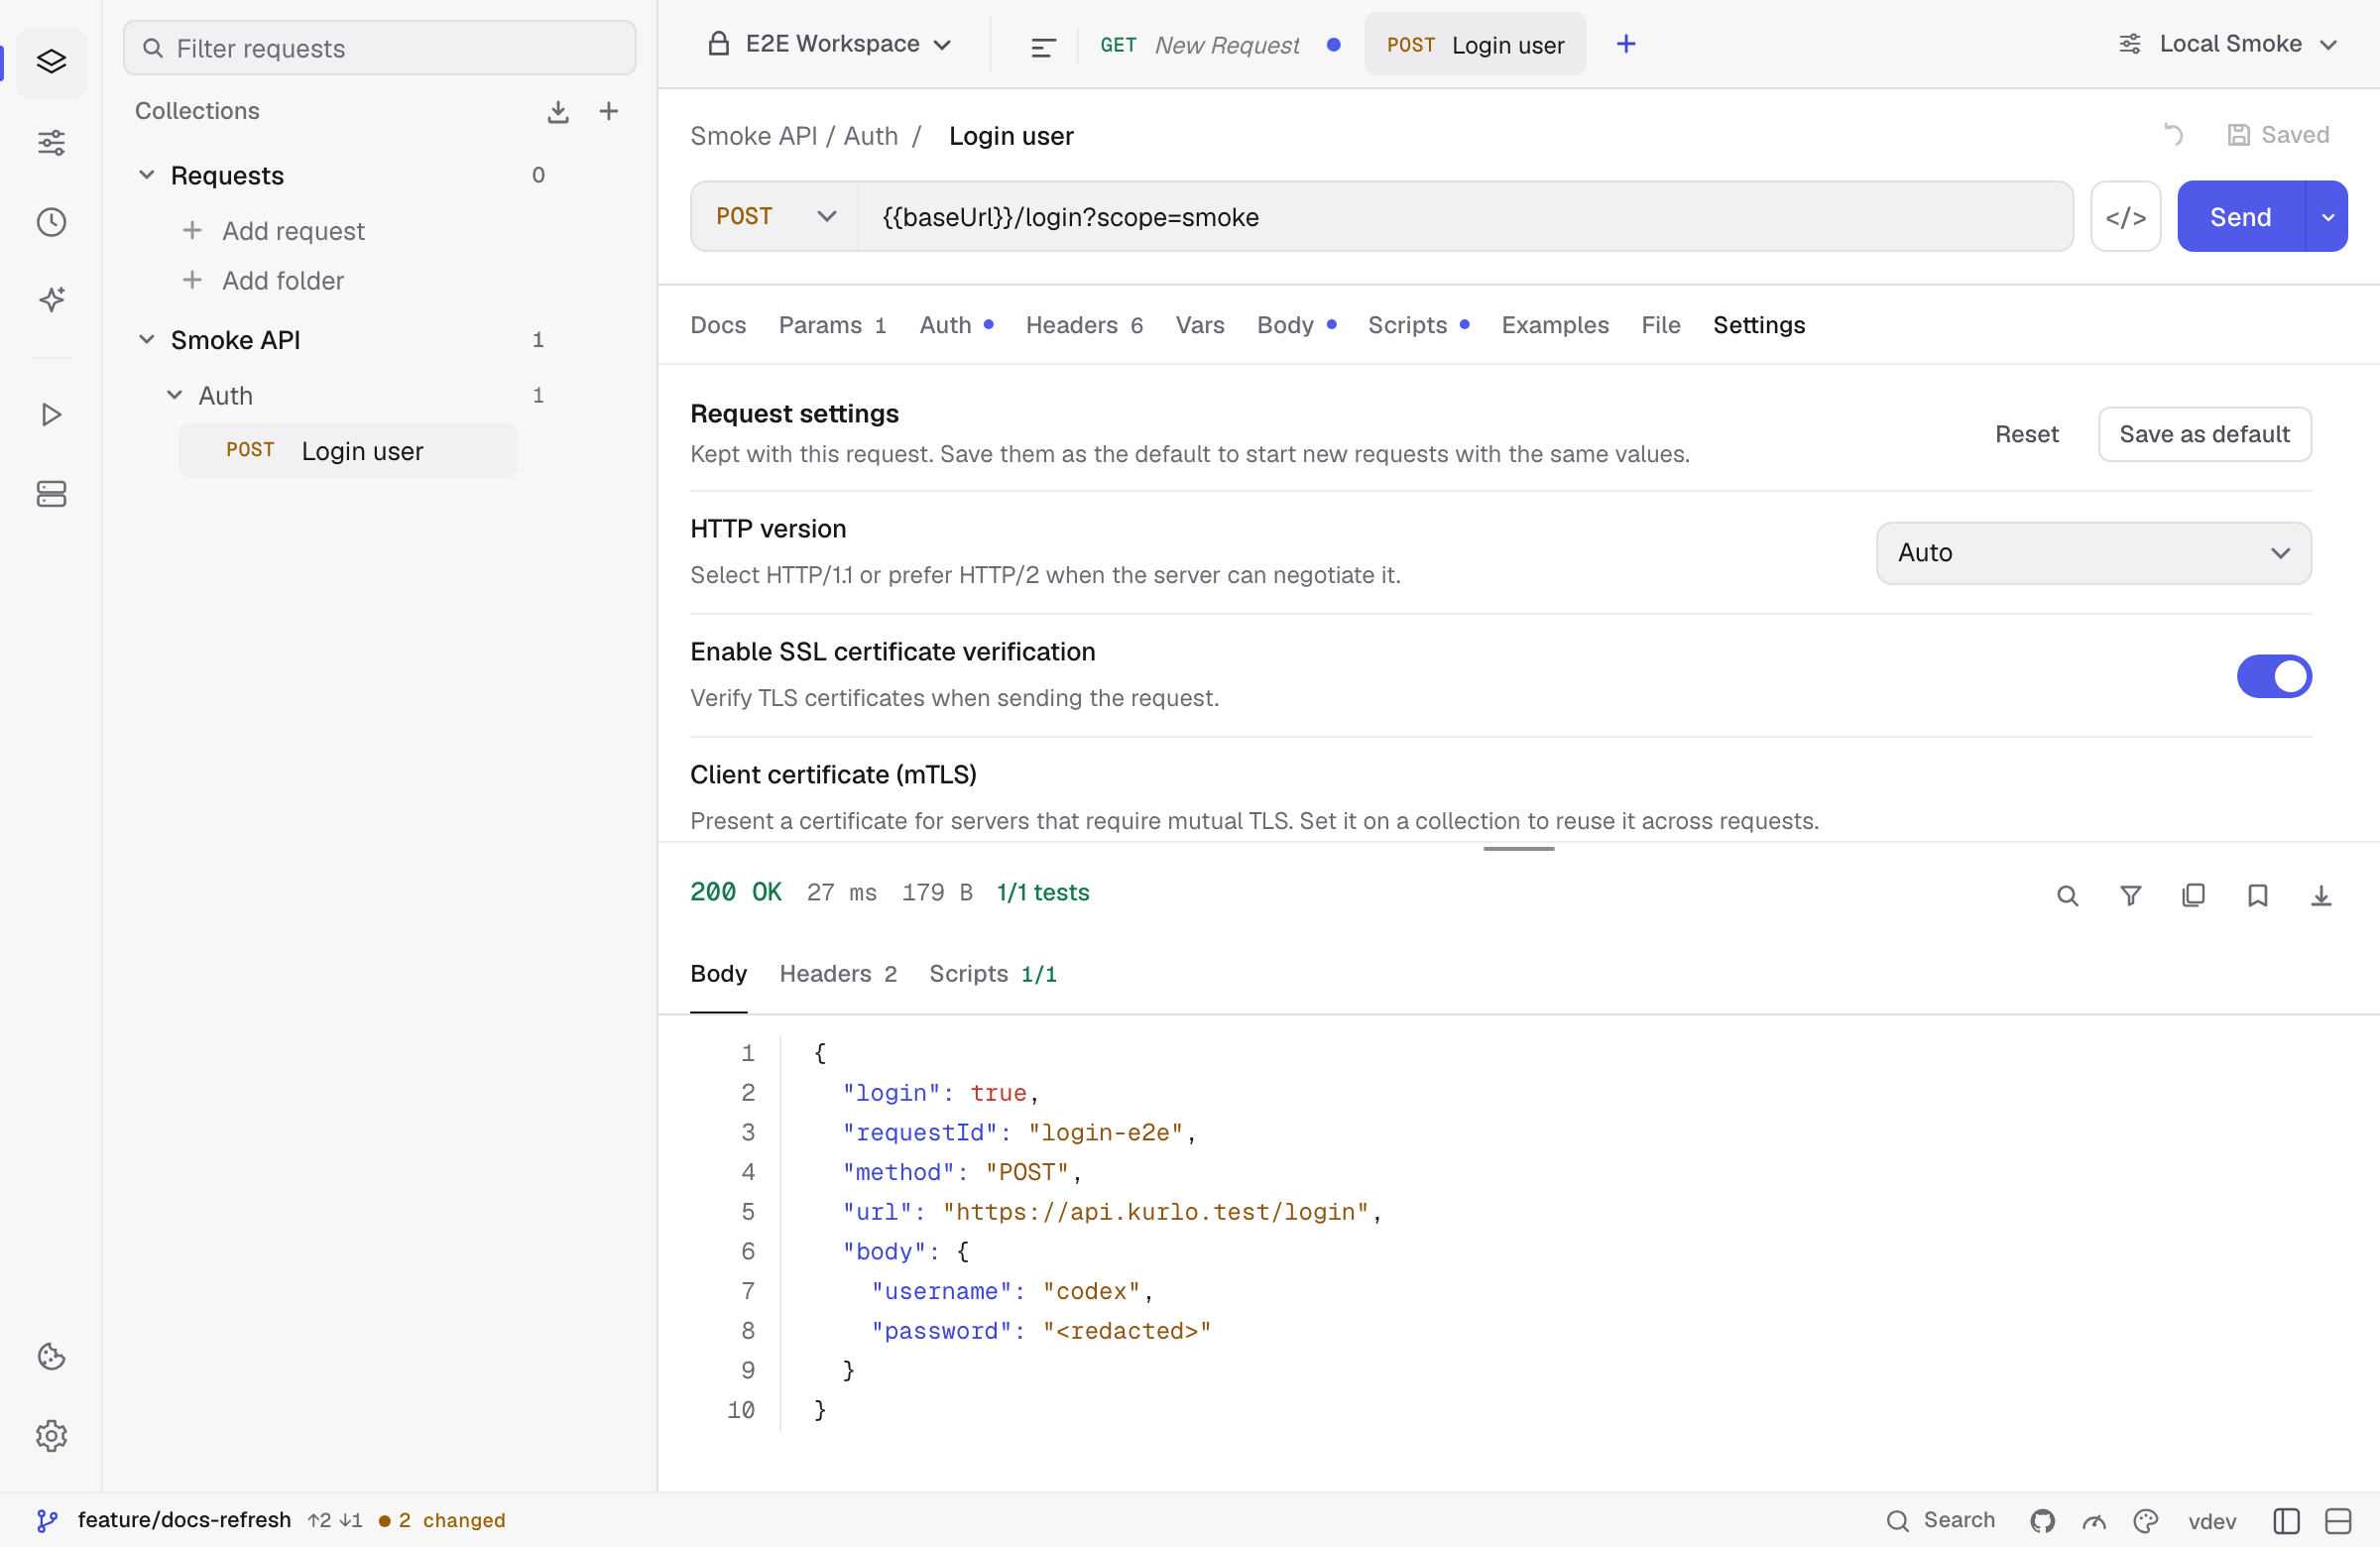 Filter requests
Collections
Requests 0
Add request
Add folder
Smoke API 1
Auth 1
POST Login user
E2E Workspace
GET New Request
POST Login user
Local Smoke
Smoke API / Auth / Login user
Saved
POST {{baseUrl}}/login?scope=smoke
</>
Send
Docs Params 1 Auth Headers 6 Vars Body Scripts Examples File Settings
Request settings
Kept with this request. Save them as the default to start new requests with the same values.
Reset
Save as default
HTTP version
Select HTTP/1.1 or prefer HTTP/2 when the server can negotiate it.
Auto
Enable SSL certificate verification
Verify TLS certificates when sending the request.
Client certificate (mTLS)
Present a certificate for servers that require mutual TLS. Set it on a collection to reuse it across requests.
200 OK 27 ms 179 B 1/1 tests
Body Headers 2 Scripts 1/1
1 {
2 "login": true,
3 "requestId": "login-e2e",
4 "method": "POST",
5 "url": "https://api.kurlo.test/login",
6 "body": {
7 "username": "codex",
8 "password": "<redacted>"
9 }
10 }
feature/docs-refresh ↑2 ↓1 2 changed
Search
vdev